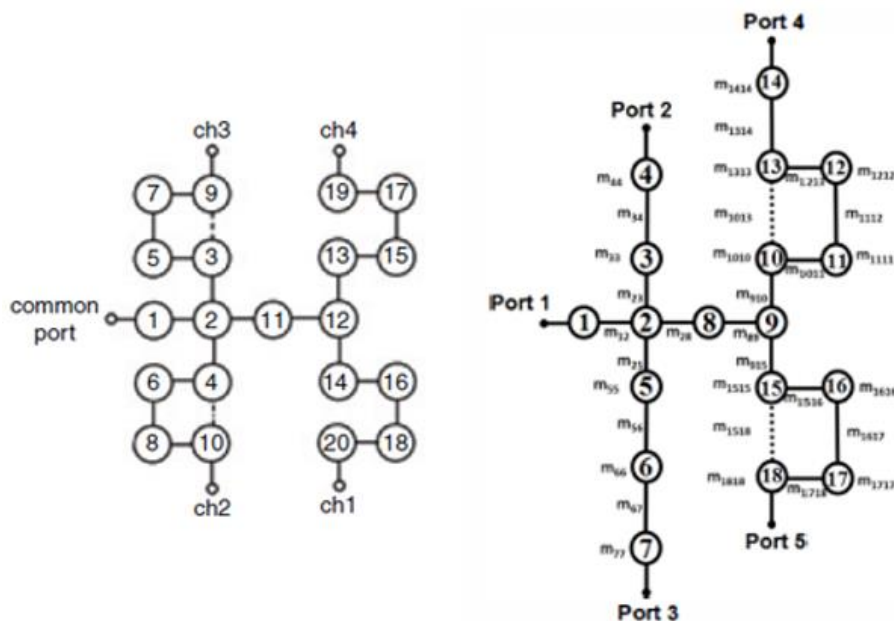 ch3 ch4
7 9 19 17
5 3 13 15
common
port
1 2 11 12
6 4 14 16
8 10 20 18
ch2 ch1
Port 4
m1414 14
m1314
Port 2
m1313 13 m1213 12 m1212
m44 4
m34 m1013 m1112
m33 3 m1010 10 m1011 11 m1111
m23 m910
Port 1 1 2 m28 8 m89 9
m915
m55 5 m1515 15 m1516 16 m1616
m56 m1518 m1617
m66 6 m1818 18 m1718 17 m1717
m67
Port 5
m77 7
Port 3